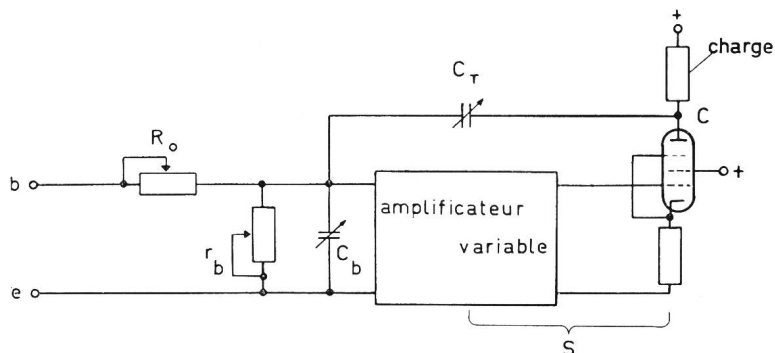 +
charge
C_T
C
R_o
b
+
amplificateur
variable
r_b
C_b
e
S